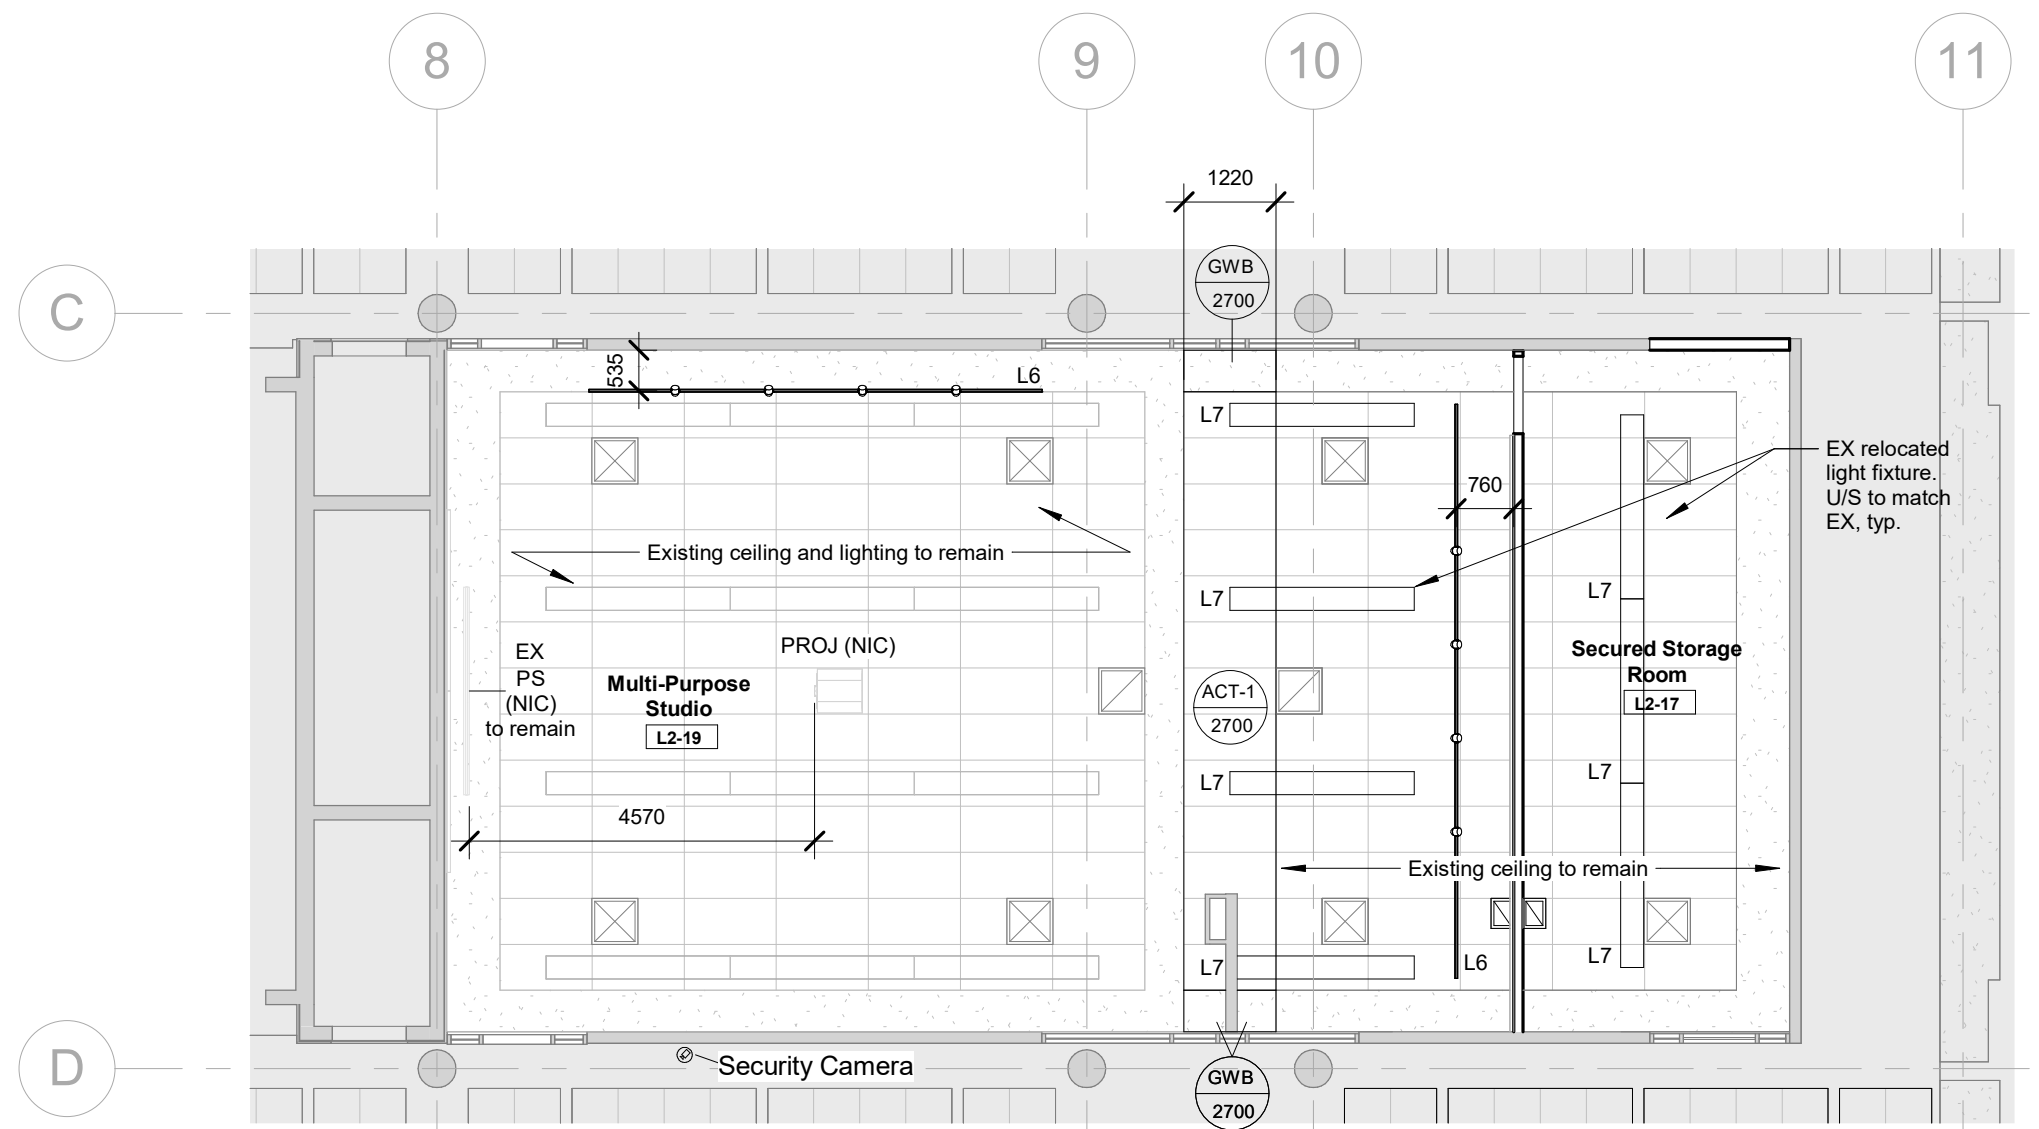 8
9
10
11
1220
GWB
2700
C
535
L6
L7
EX relocated
light fixture.
U/S to match
EX, typ.
760
Existing ceiling and lighting to remain
L7
L7
PROJ (NIC)
EX
PS
(NIC)
to remain
Multi-Purpose
Studio
L2-19
Secured Storage
Room
L2-17
ACT-1
2700
L7
L7
4570
Existing ceiling to remain
L7
L6
L7
Security Camera
D
GWB
2700